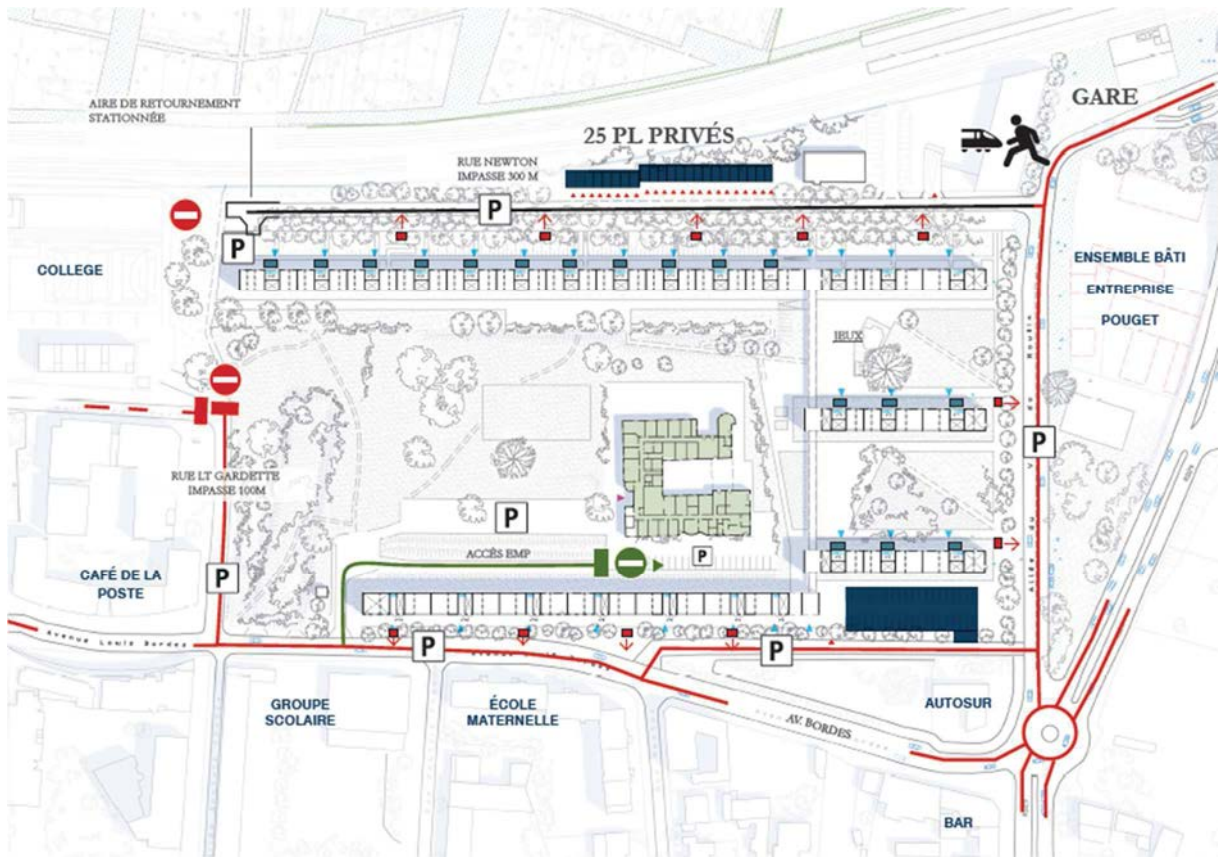 AIRE DE RETOURNEMENT
STATIONNÉE
GARE
25 PL PRIVÉS
RUE NEWTON
IMPASSE 300 M
P
P
COLLEGE
ENSEMBLE BÂTI
ENTREPRISE
POUGET
JEUX
P
RUE LT GARDETTE
IMPASSE 100M
P
ACCÈS EMP
P
CAFÉ DE LA
POSTE
P
Allée du
Avenue Louis Bordes
P
P
GROUPE
SCOLAIRE
ÉCOLE
MATERNELLE
AUTOSUR
AV. BORDES
BAR